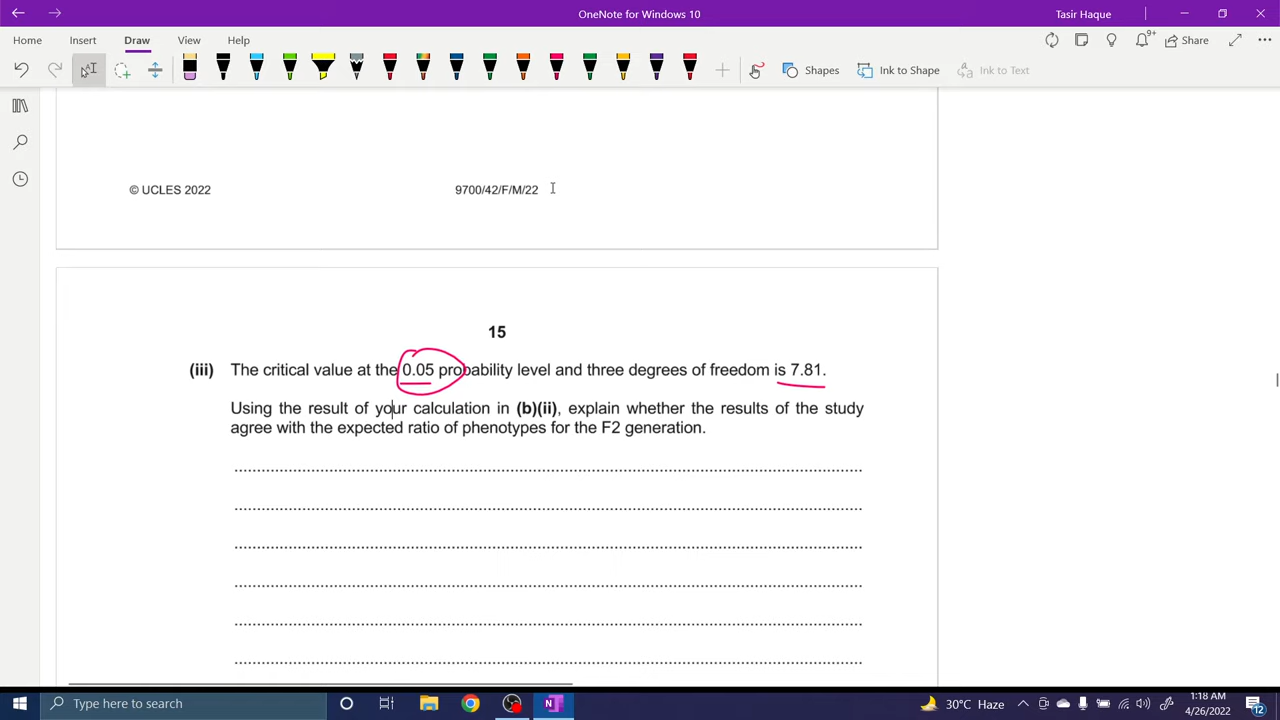 OneNote for Windows 10
Tasir Haque
Home
Insert
Draw
View
Help
9+
Share
Shapes
Ink to Shape
Ink to Text
© UCLES 2022
9700/42/F/M/22
15
(iii) The critical value at the 0.05 probability level and three degrees of freedom is 7.81.
Using the result of your calculation in (b)(ii), explain whether the results of the study
agree with the expected ratio of phenotypes for the F2 generation.
Type here to search
30°C Haze
1:18 AM
4/26/2022
12